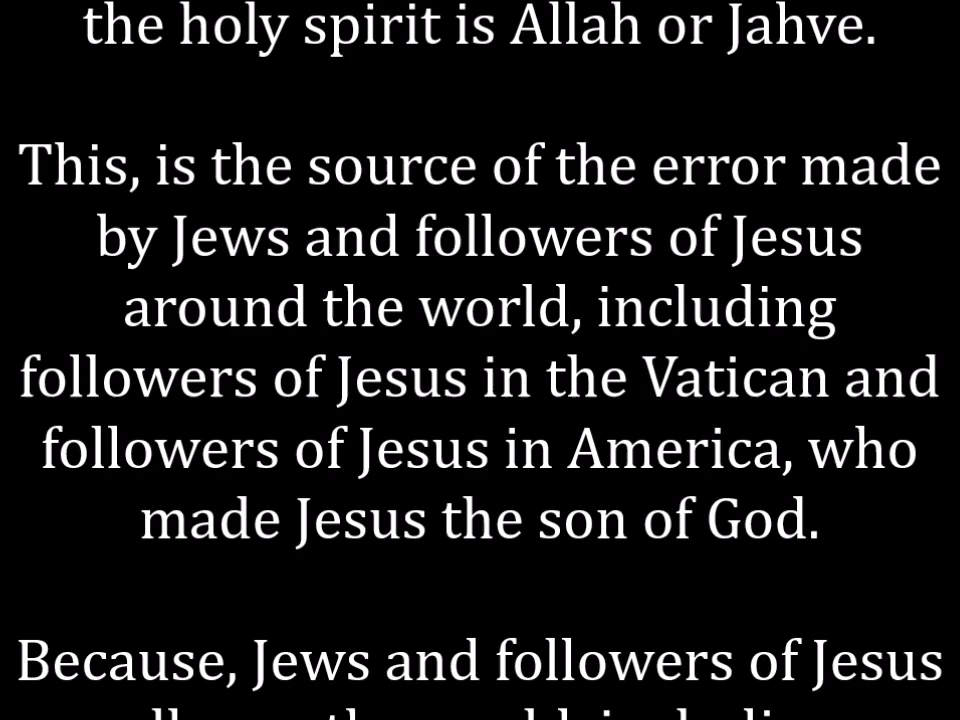 the holy spirit is Allah or Jahve.
This, is the source of the error made
by Jews and followers of Jesus
around the world, including
followers of Jesus in the Vatican and
followers of Jesus in America, who
made Jesus the son of God.
Because, Jews and followers of Jesus